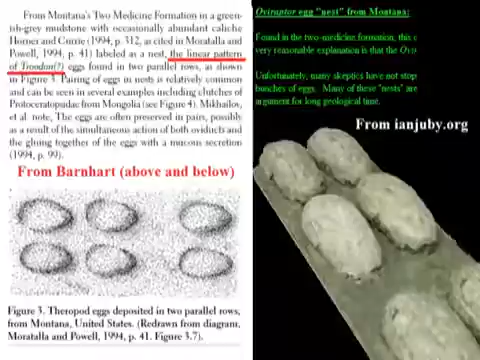 From Montana's Two Medicine Formation in a green-
ish-grey mudstone with occasionally abundant caliche
Horner and Currie (1994, p. 312, as cited in Moratalla and
Powell, 1994, p. 41) labeled as a nest, the linear pattern
of Troodon(?) eggs found in two parallel rows, as shown
in Figure 3. Pairing of eggs in nests is relatively common
and can be seen in several examples including clutches of
Protoceratopadae from Mongolia (see Figure 4). Mikhailov,
et al. note, The eggs are often preserved in pairs, possibly
as a result of the simultaneous action of both oviducts and
the gluing together of the eggs with a mucous secretion
(1994, p. 99).
From Barnhart (above and below)
Figure 3. Theropod eggs deposited in two parallel rows,
from Montana, United States. (Redrawn from diagram,
Moratalla and Powell, 1994, p. 41. Figure 3.7).
Oviraptor egg "nest" from Montana:
Found in the two-medicine formation, this
very reasonable explanation is that the
Unfortunately, many skeptics have not stop
bunches of eggs. Many of these "nests" are
argument for long geological time.
From ianjuby.org